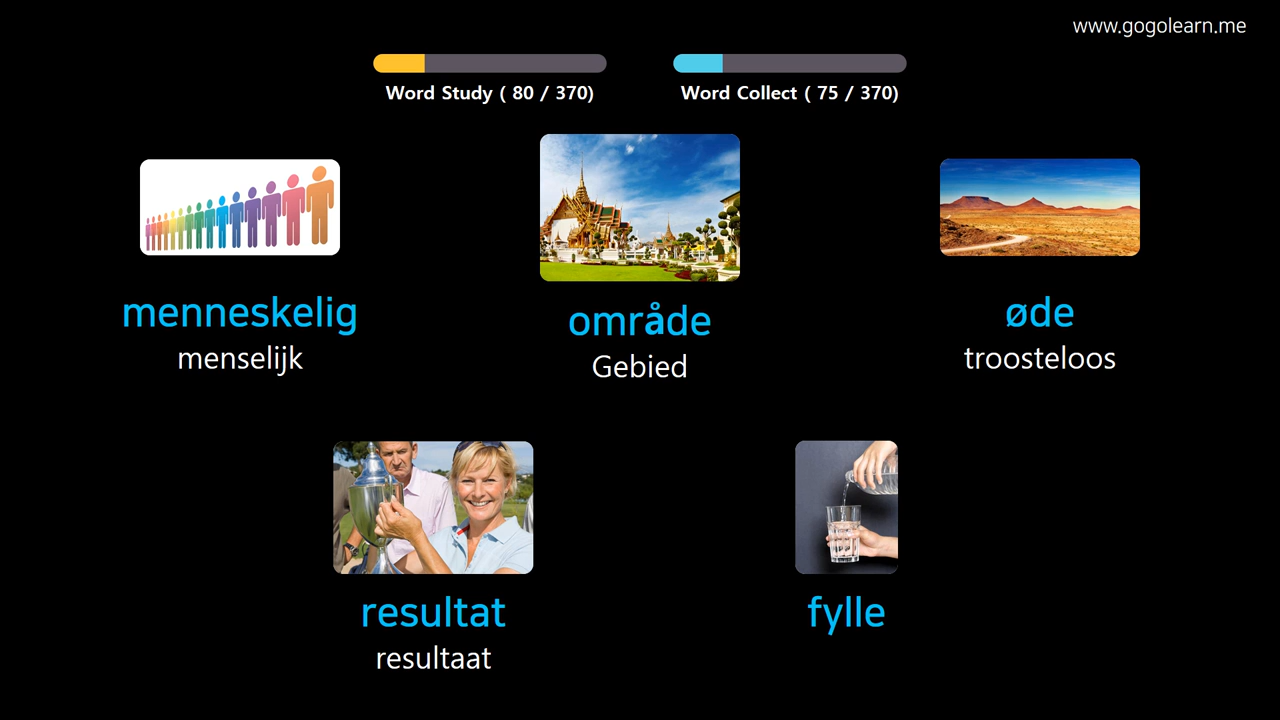 www.gogolearn.me
Word Study ( 80 / 370)
Word Collect ( 75 / 370)
menneskelig
menselijk
område
Gebied
øde
troosteloos
resultat
resultaat
fylle